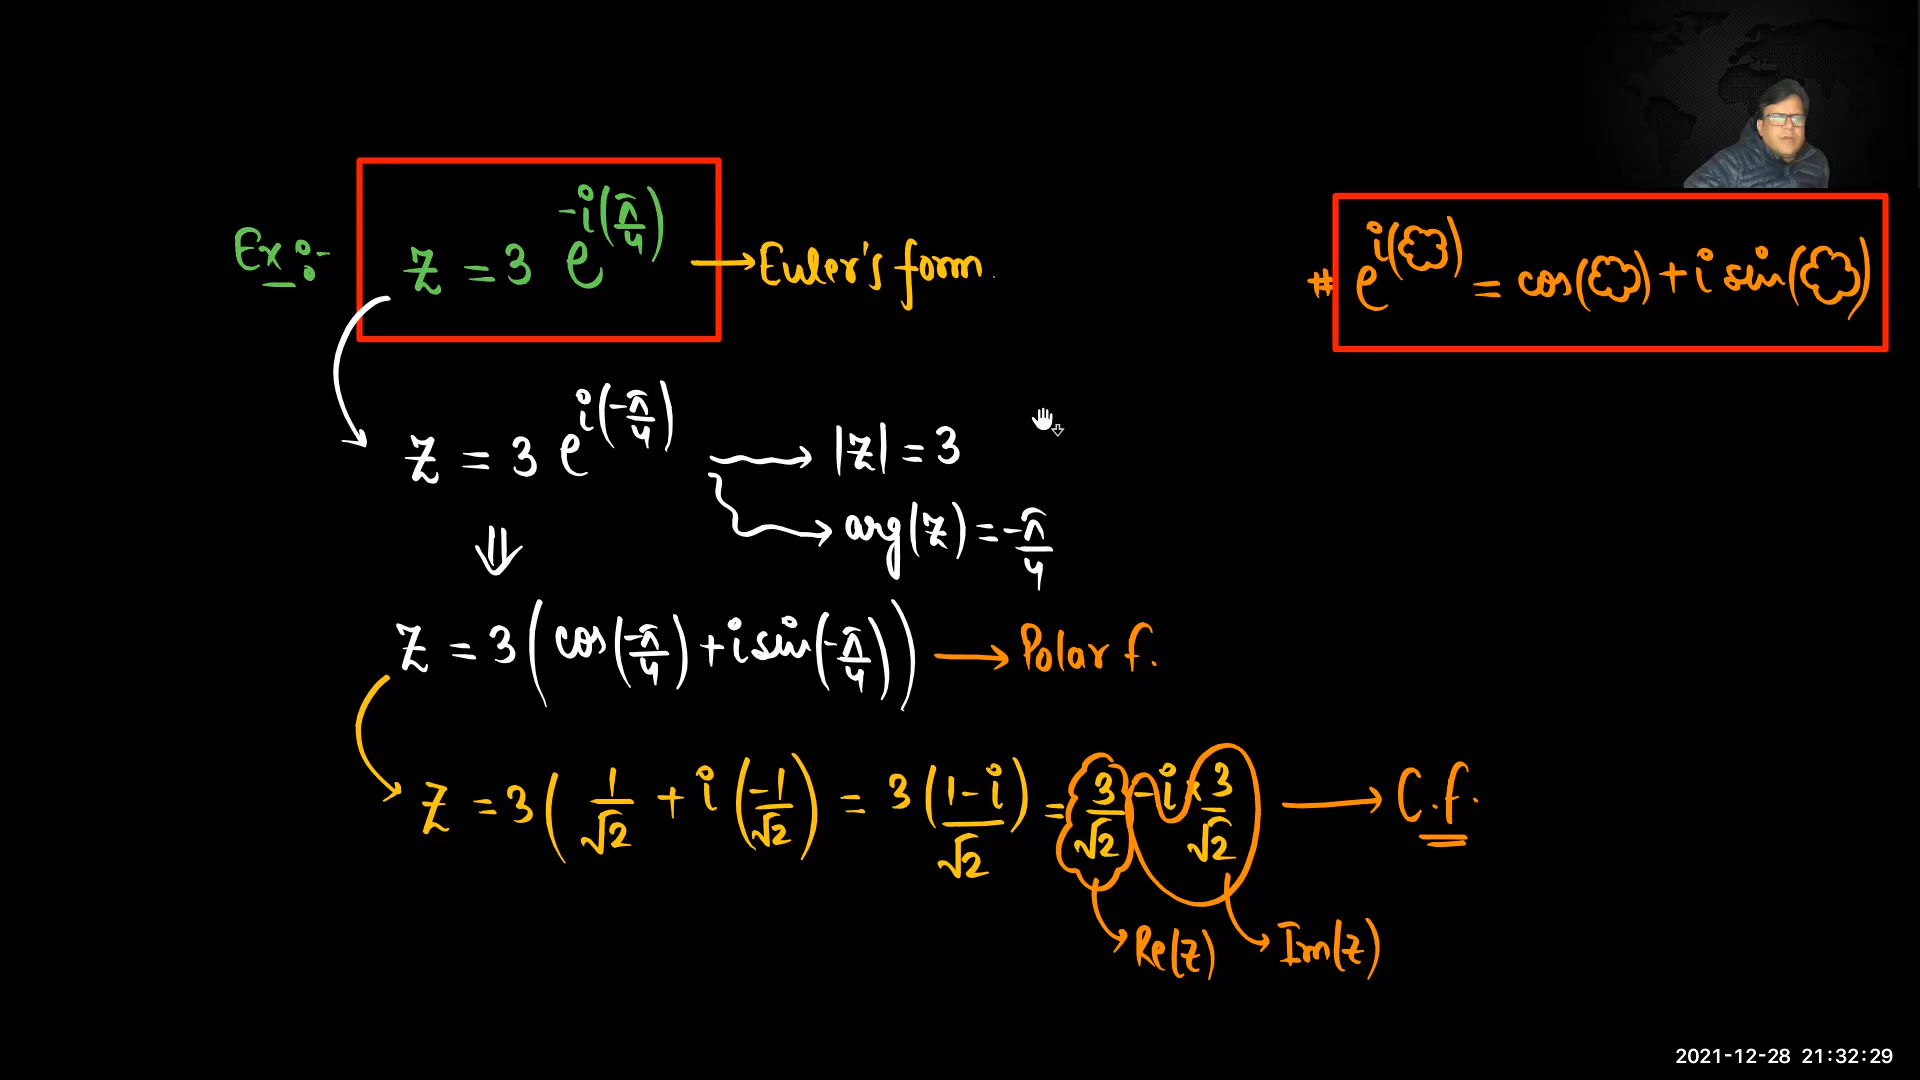 Ex :- z = 3 e^{-i(π/4)} → Euler's form.
# e^{i( )} = cos( ) + i sin( )
z = 3 e^{i(-π/4)} → |z| = 3
→ arg(z) = -π/4
⇓
z = 3 (cos(-π/4) + i sin(-π/4)) → Polar f.
z = 3 (1/√2 + i (-1/√2)) = 3 (1-i)/√2 = 3/√2 - i × 3/√2 → C.f.
Re(z) Im(z)
2021-12-28 21:32:29